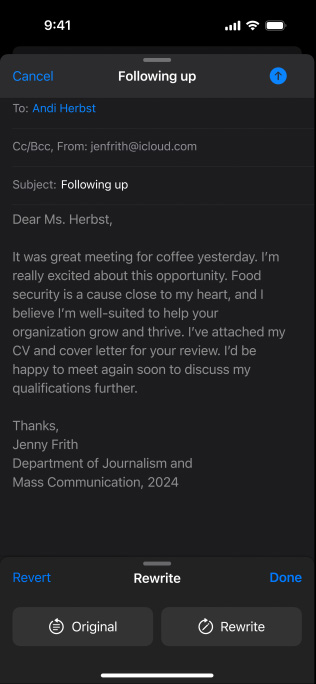 9:41
Cancel Following up
To: Andi Herbst
Cc/Bcc, From: jenfrith@icloud.com
Subject: Following up
Dear Ms. Herbst,
It was great meeting for coffee yesterday. I’m
really excited about this opportunity. Food
security is a cause close to my heart, and I
believe I’m well-suited to help your
organization grow and thrive. I’ve attached my
CV and cover letter for your review. I’d be
happy to meet again soon to discuss my
qualifications further.
Thanks,
Jenny Frith
Department of Journalism and
Mass Communication, 2024
Revert Rewrite Done
Original Rewrite